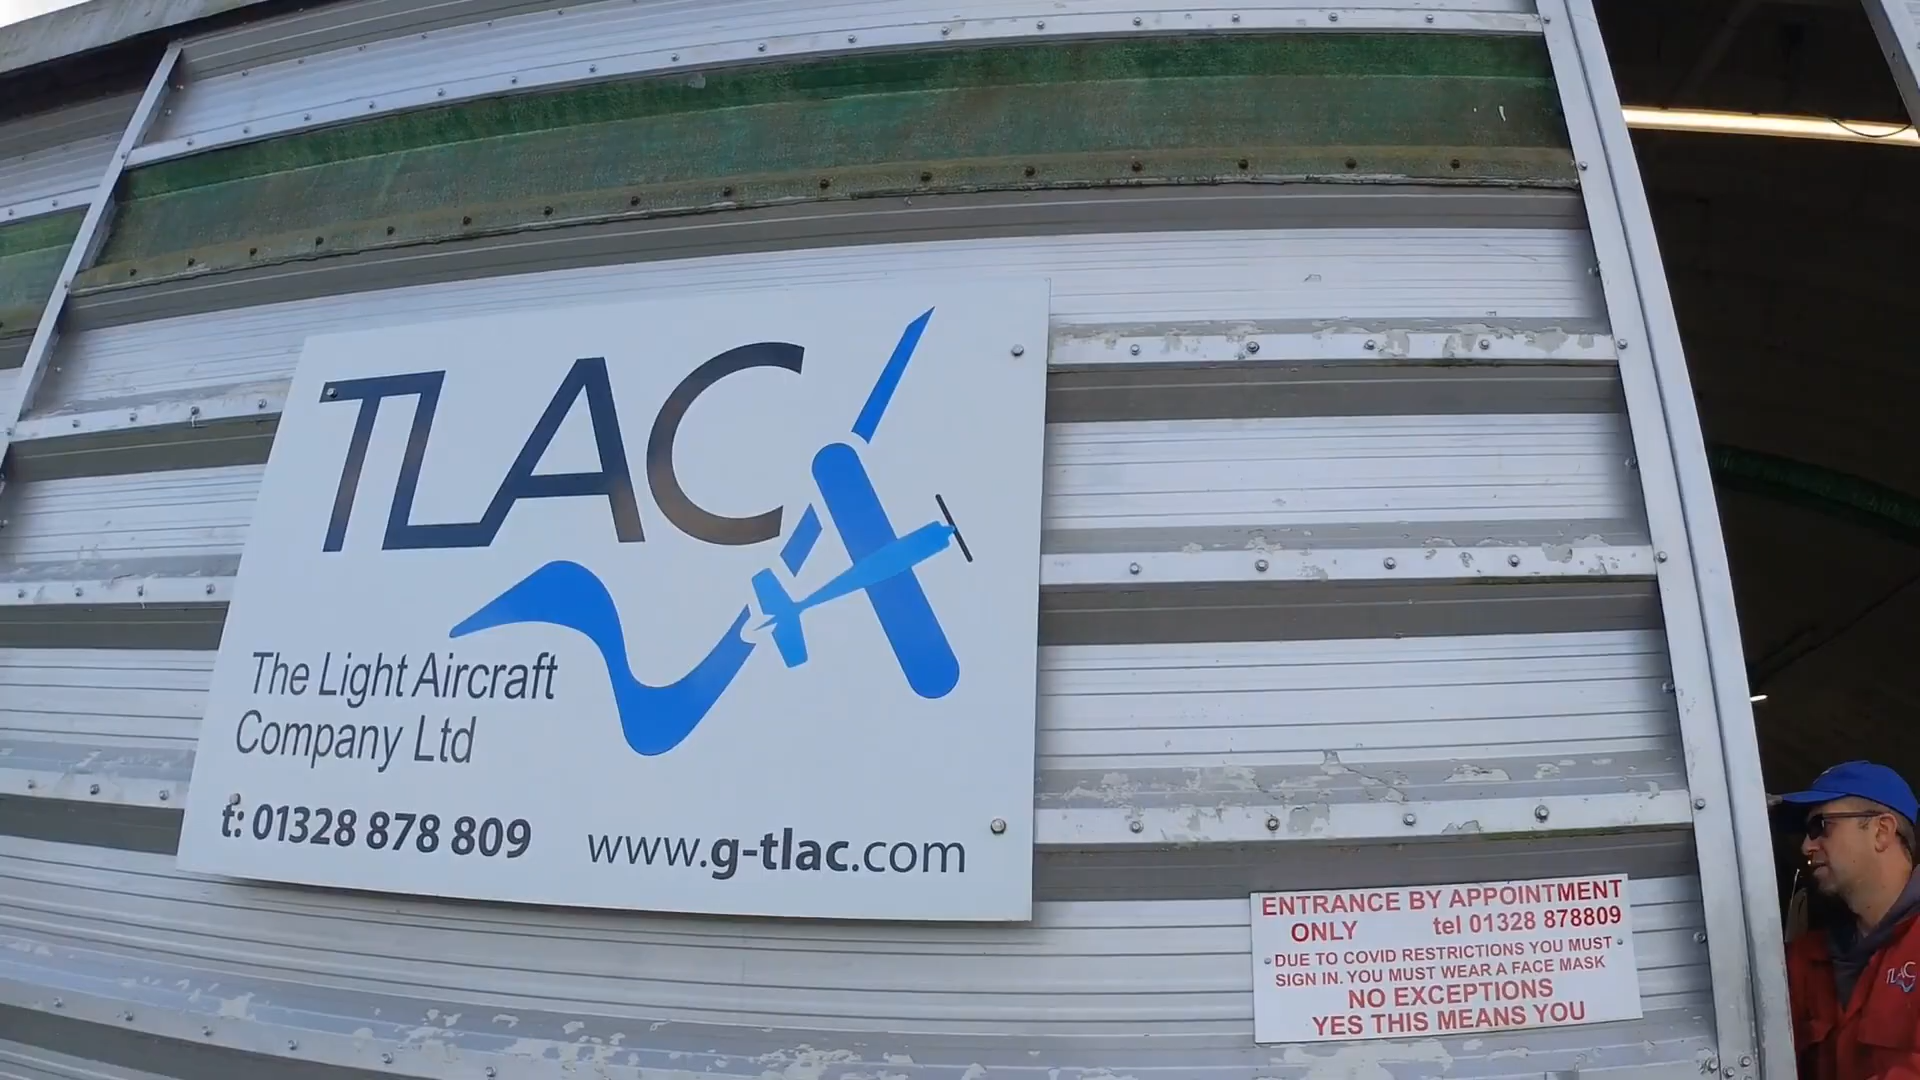 TLAC
The Light Aircraft
Company Ltd
t: 01328 878 809
www.g-tlac.com
ENTRANCE BY APPOINTMENT
ONLY tel 01328 878809
DUE TO COVID RESTRICTIONS YOU MUST
SIGN IN. YOU MUST WEAR A FACE MASK
NO EXCEPTIONS
YES THIS MEANS YOU
TLAC